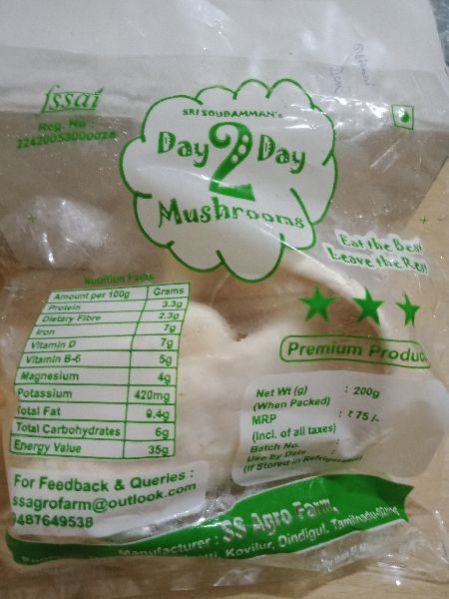 fssai
Reg. No :
22420053000028
SRI SOUBAMMAN's
Day 2 Day
Mushrooms
Eat the Best
Leave the Rest
Nutrition Facts
Amount per 100g Grams
Protein 3.3g
Dietary Fibre 2.3g
Iron 7g
Vitamin D 7g
Vitamin B-6 5g
Magnesium 4g
Potassium 420mg
Total Fat 0.4g
Total Carbohydrates 6g
Energy Value 35g
Premium Produc
Net Wt (g) : 200g
(When Packed)
MRP : ₹ 75 /-
(incl. of all taxes)
Batch No. :
Use by Date :
(If Stored in Refrigerator)
For Feedback & Queries :
ssagrofarm@outlook.com
9487649538
Manufacturer : SS Agro Farm,
Kovilur, Dindigul, Tamilnadu